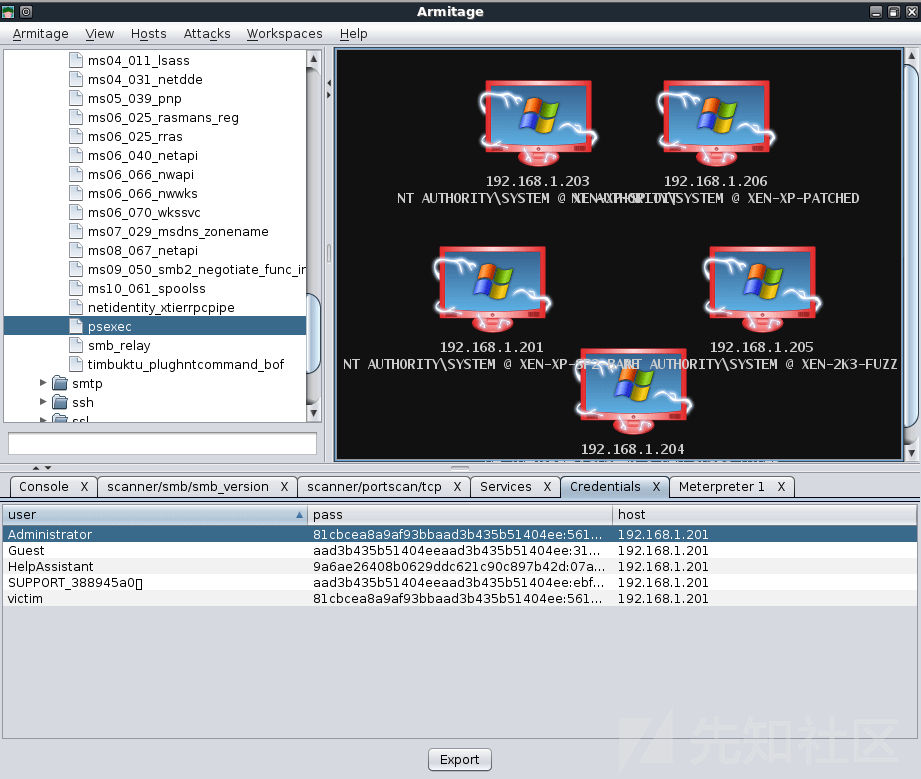 Armitage
Armitage View Hosts Attacks Workspaces Help
ms04_011_lsass
ms04_031_netdde
ms05_039_pnp
ms06_025_rasmans_reg
ms06_025_rras
ms06_040_netapi
ms06_066_nwapi
ms06_066_nwwks
ms06_070_wkssvc
ms07_029_msdns_zonename
ms08_067_netapi
ms09_050_smb2_negotiate_func_in
ms10_061_spoolss
netidentity_xtierrpcpipe
psexec
smb_relay
timbuktu_plughntcommand_bof
smtp
ssh
ssl
192.168.1.203
NT AUTHORITY\SYSTEM @
192.168.1.206
\SYSTEM @ XEN-XP-PATCHED
192.168.1.201
NT AUTHORITY\SYSTEM @ XEN-XP-
192.168.1.205
AUTHORITY\SYSTEM @ XEN-2K3-FUZZ
192.168.1.204
Console X scanner/smb/smb_version X scanner/portscan/tcp X Services X Credentials X Meterpreter 1 X
user pass host
Administrator 81cbcea8a9af93bbaad3b435b51404ee:561... 192.168.1.201
Guest aad3b435b51404eeaad3b435b51404ee:31... 192.168.1.201
HelpAssistant 9a6ae26408b0629ddc621c90c897b42d:07a... 192.168.1.201
SUPPORT_388945a0▯ aad3b435b51404eeaad3b435b51404ee:ebf... 192.168.1.201
victim 81cbcea8a9af93bbaad3b435b51404ee:561... 192.168.1.201
Export
先知社区